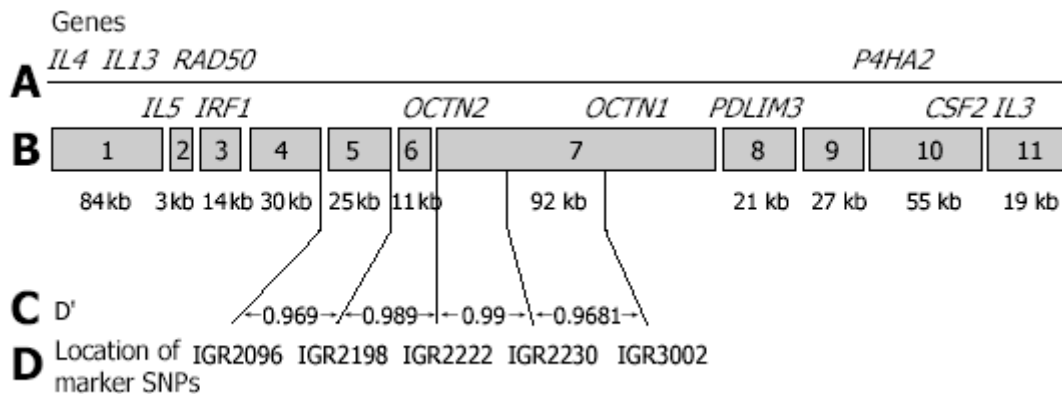 Genes
IL4 IL13 RAD50 P4HA2
A
IL5 IRF1 OCTN2 OCTN1 PDLIM3 CSF2 IL3
B 1 2 3 4 5 6 7 8 9 10 11
84kb 3kb 14kb 30kb 25kb 11kb 92 kb 21 kb 27 kb 55 kb 19 kb
C D' 0.969 0.989 0.99 0.9681
D Location of IGR2096 IGR2198 IGR2222 IGR2230 IGR3002
marker SNPs